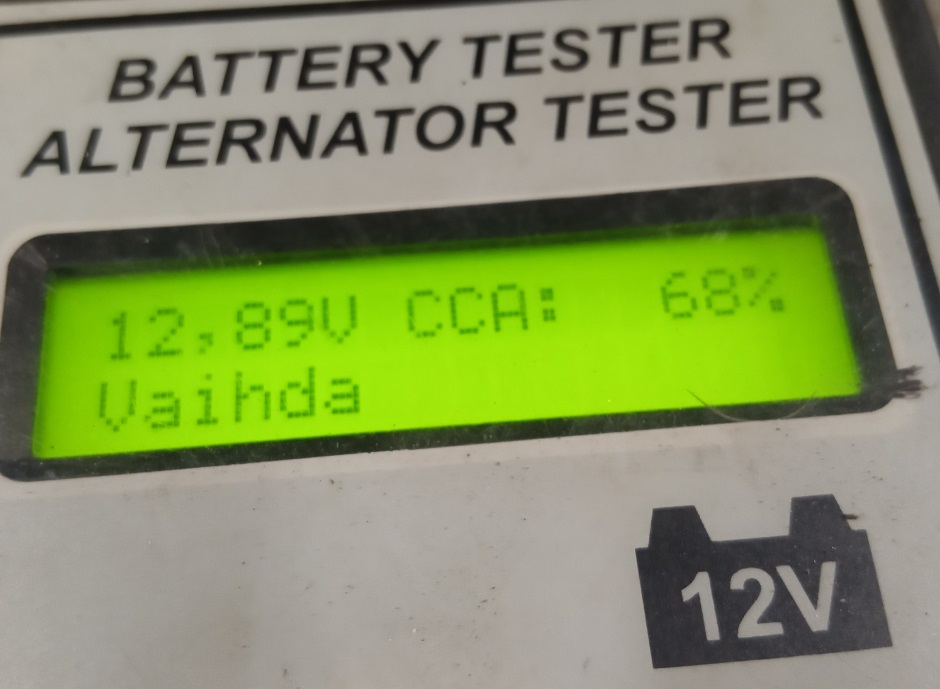 BATTERY TESTER
ALTERNATOR TESTER
12,89V CCA: 68%
Vaihda
12V